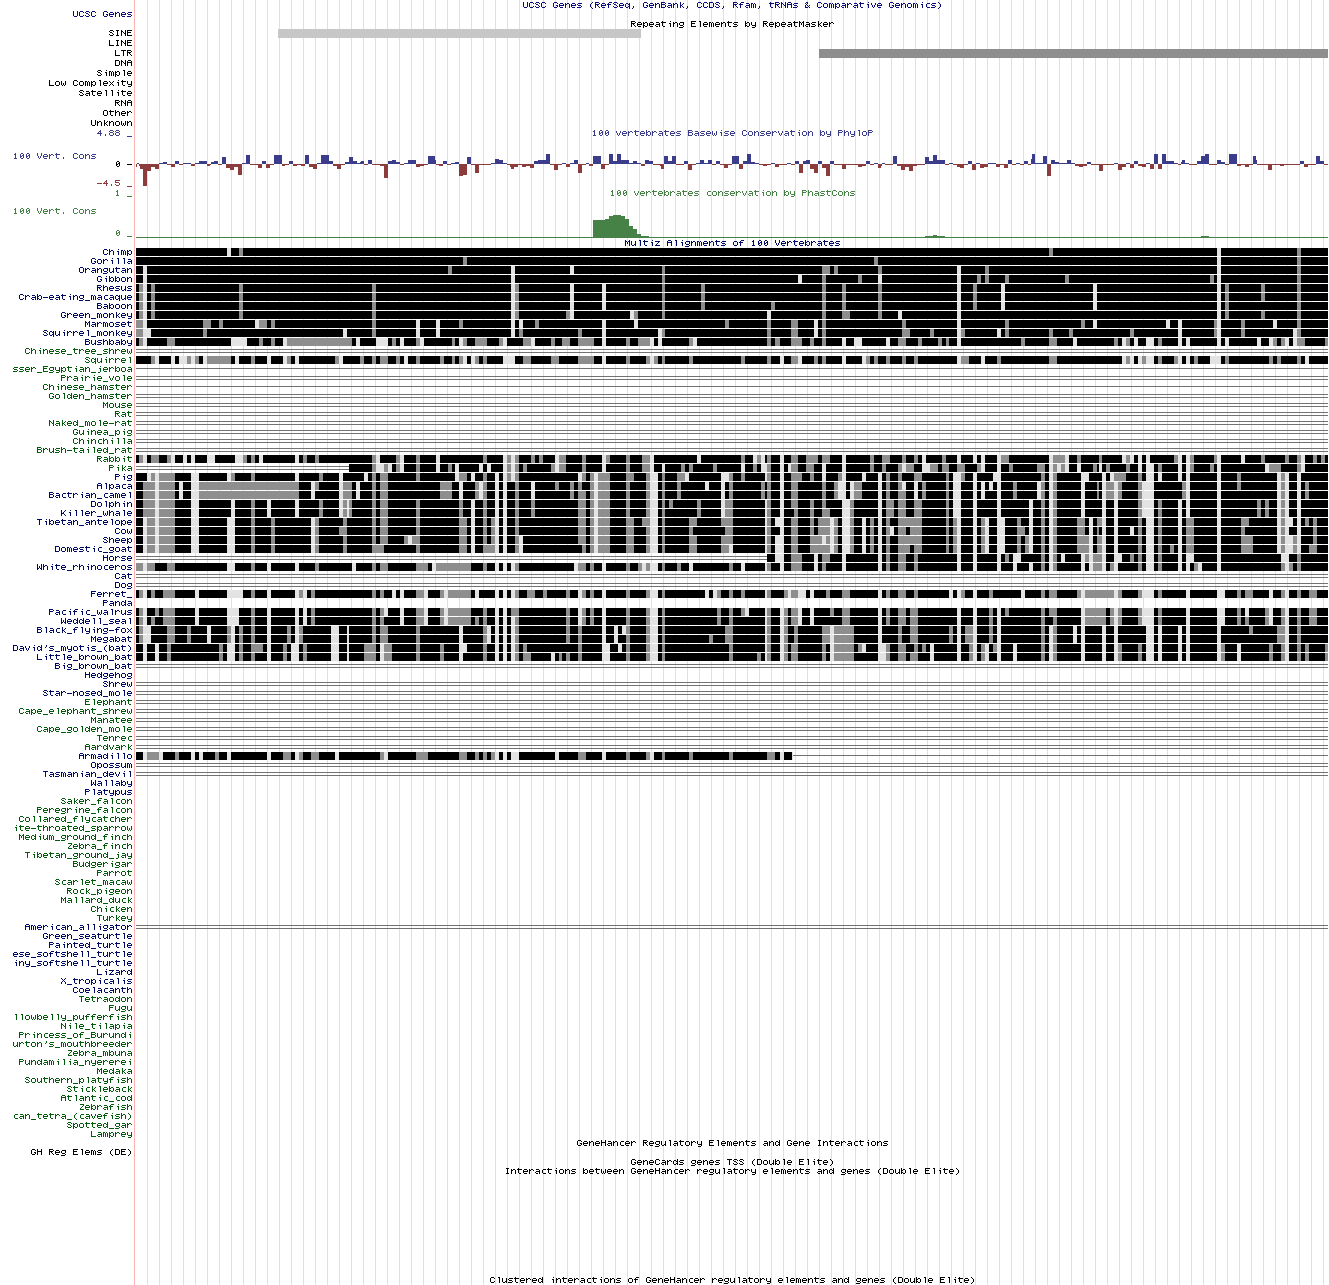 UCSC Genes (RefSeq, GenBank, CCDS, Rfam, tRNAs & Comparative Genomics)
UCSC Genes
Repeating Elements by RepeatMasker
SINE
LINE
LTR
DNA
Simple
Low Complexity
Satellite
RNA
Other
Unknown
100 vertebrates Basewise Conservation by PhyloP
4.88 _
100 Vert. Cons
0 _
-4.5 _
100 vertebrates conservation by PhastCons
1 _
100 Vert. Cons
0 _
Multiz Alignments of 100 Vertebrates
Chimp
Gorilla
Orangutan
Gibbon
Rhesus
Crab-eating_macaque
Baboon
Green_monkey
Marmoset
Squirrel_monkey
Bushbaby
Chinese_tree_shrew
Squirrel
sser_Egyptian_jerboa
Prairie_vole
Chinese_hamster
Golden_hamster
Mouse
Rat
Naked_mole-rat
Guinea_pig
Chinchilla
Brush-tailed_rat
Rabbit
Pika
Pig
Alpaca
Bactrian_camel
Dolphin
Killer_whale
Tibetan_antelope
Cow
Sheep
Domestic_goat
Horse
White_rhinoceros
Cat
Dog
Ferret_
Panda
Pacific_walrus
Weddell_seal
Black_flying-fox
Megabat
David's_myotis_(bat)
Little_brown_bat
Big_brown_bat
Hedgehog
Shrew
Star-nosed_mole
Elephant
Cape_elephant_shrew
Manatee
Cape_golden_mole
Tenrec
Aardvark
Armadillo
Opossum
Tasmanian_devil
Wallaby
Platypus
Saker_falcon
Peregrine_falcon
Collared_flycatcher
ite-throated_sparrow
Medium_ground_finch
Zebra_finch
Tibetan_ground_jay
Budgerigar
Parrot
Scarlet_macaw
Rock_pigeon
Mallard_duck
Chicken
Turkey
American_alligator
Green_seaturtle
Painted_turtle
ese_softshell_turtle
iny_softshell_turtle
Lizard
X_tropicalis
Coelacanth
Tetraodon
Fugu
llowbelly_pufferfish
Nile_tilapia
Princess_of_Burundi
urton's_mouthbreeder
Zebra_mbuna
Pundamilia_nyererei
Medaka
Southern_platyfish
Stickleback
Atlantic_cod
Zebrafish
can_tetra_(cavefish)
Spotted_gar
Lamprey
GeneHancer Regulatory Elements and Gene Interactions
GH Reg Elems (DE)
GeneCards genes TSS (Double Elite)
Interactions between GeneHancer regulatory elements and genes (Double Elite)
Clustered interactions of GeneHancer regulatory elements and genes (Double Elite)